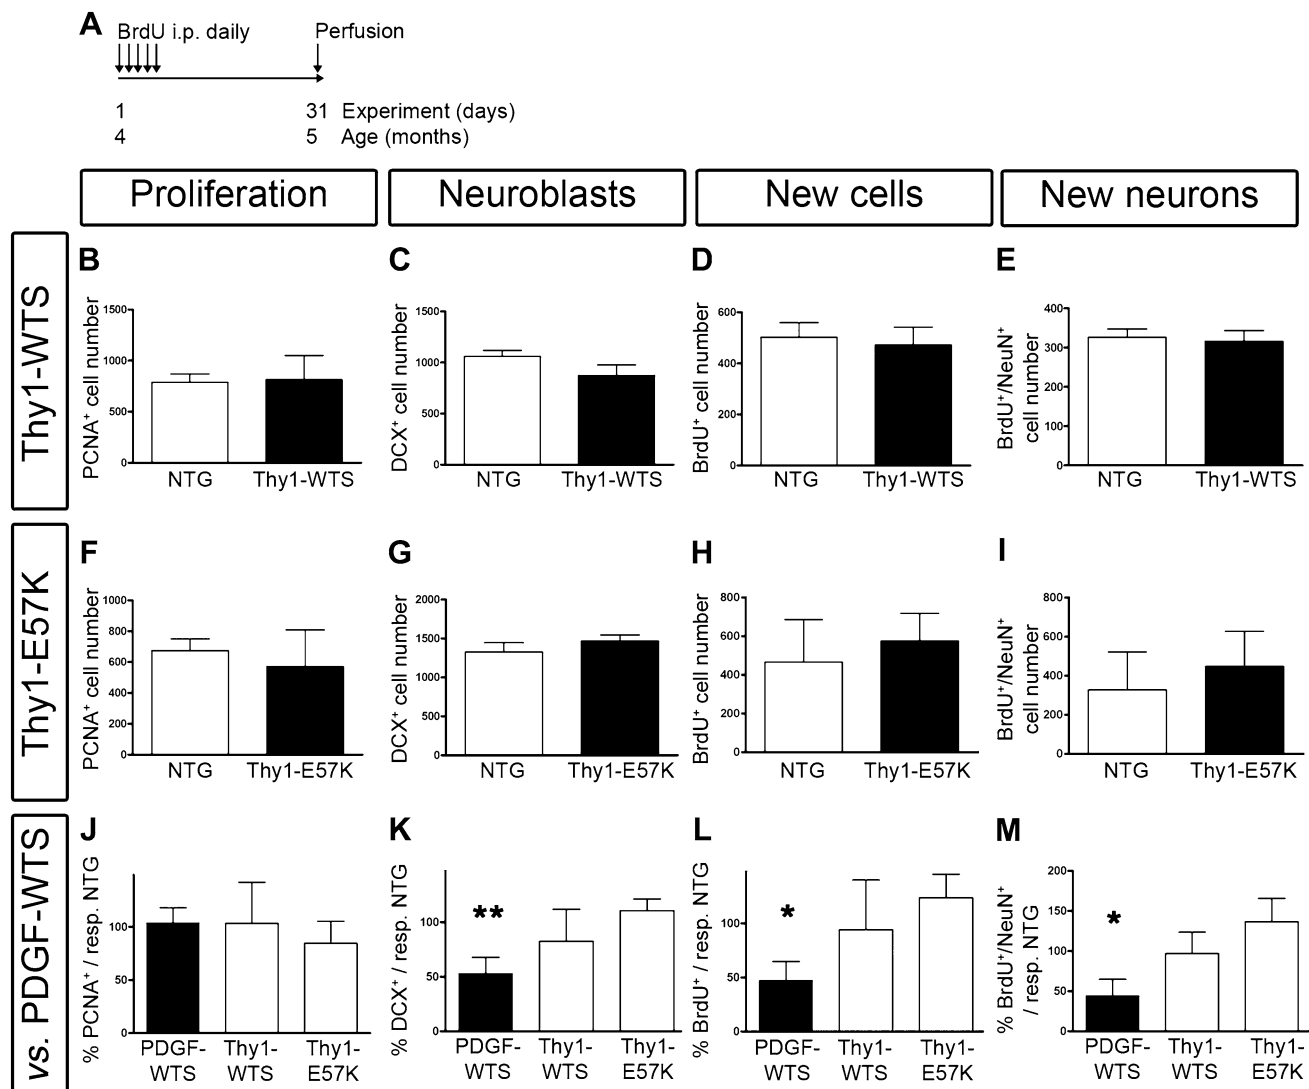 A
BrdU i.p. daily
Perfusion
1 31 Experiment (days)
4 5 Age (months)
Proliferation
Neuroblasts
New cells
New neurons
Thy1-WTS
B
PCNA⁺ cell number
1500
1000
500
0
NTG Thy1-WTS
C
DCX⁺ cell number
1500
1000
500
0
NTG Thy1-WTS
D
BrdU⁺ cell number
600
400
200
0
NTG Thy1-WTS
E
BrdU⁺/NeuN⁺
cell number
400
300
200
100
0
NTG Thy1-WTS
Thy1-E57K
F
PCNA⁺ cell number
1000
800
600
400
200
0
NTG Thy1-E57K
G
DCX⁺ cell number
2000
1500
1000
500
0
NTG Thy1-E57K
H
BrdU⁺ cell number
800
600
400
200
0
NTG Thy1-E57K
I
BrdU⁺/NeuN⁺
cell number
800
600
400
200
0
NTG Thy1-E57K
vs. PDGF-WTS
J
% PCNA⁺ / resp. NTG
100
50
0
PDGF- Thy1- Thy1-
WTS WTS E57K
K
% DCX⁺ / resp. NTG
100
50
0
**
PDGF- Thy1- Thy1-
WTS WTS E57K
L
% BrdU⁺ / resp. NTG
100
50
0
*
PDGF- Thy1- Thy1-
WTS WTS E57K
M
% BrdU⁺/NeuN⁺
/ resp. NTG
200
150
100
50
0
*
PDGF- Thy1- Thy1-
WTS WTS E57K